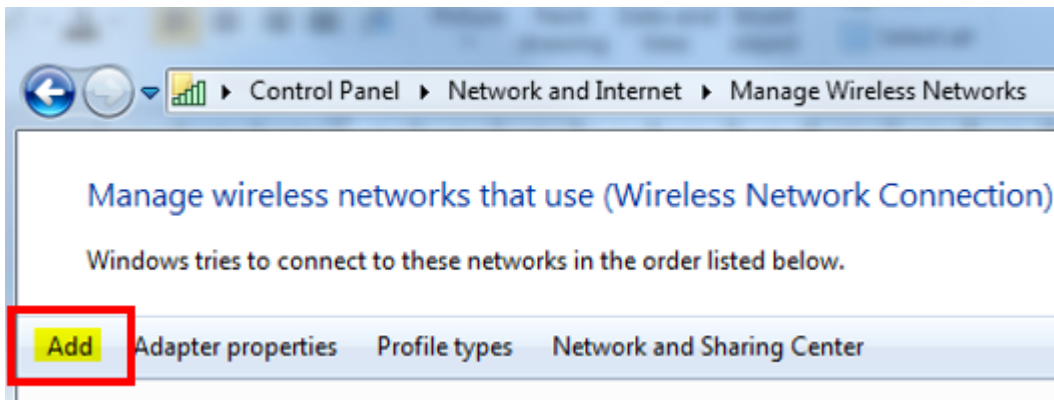 Control Panel ▸ Network and Internet ▸ Manage Wireless Networks
Manage wireless networks that use (Wireless Network Connection)
Windows tries to connect to these networks in the order listed below.
Add Adapter properties Profile types Network and Sharing Center